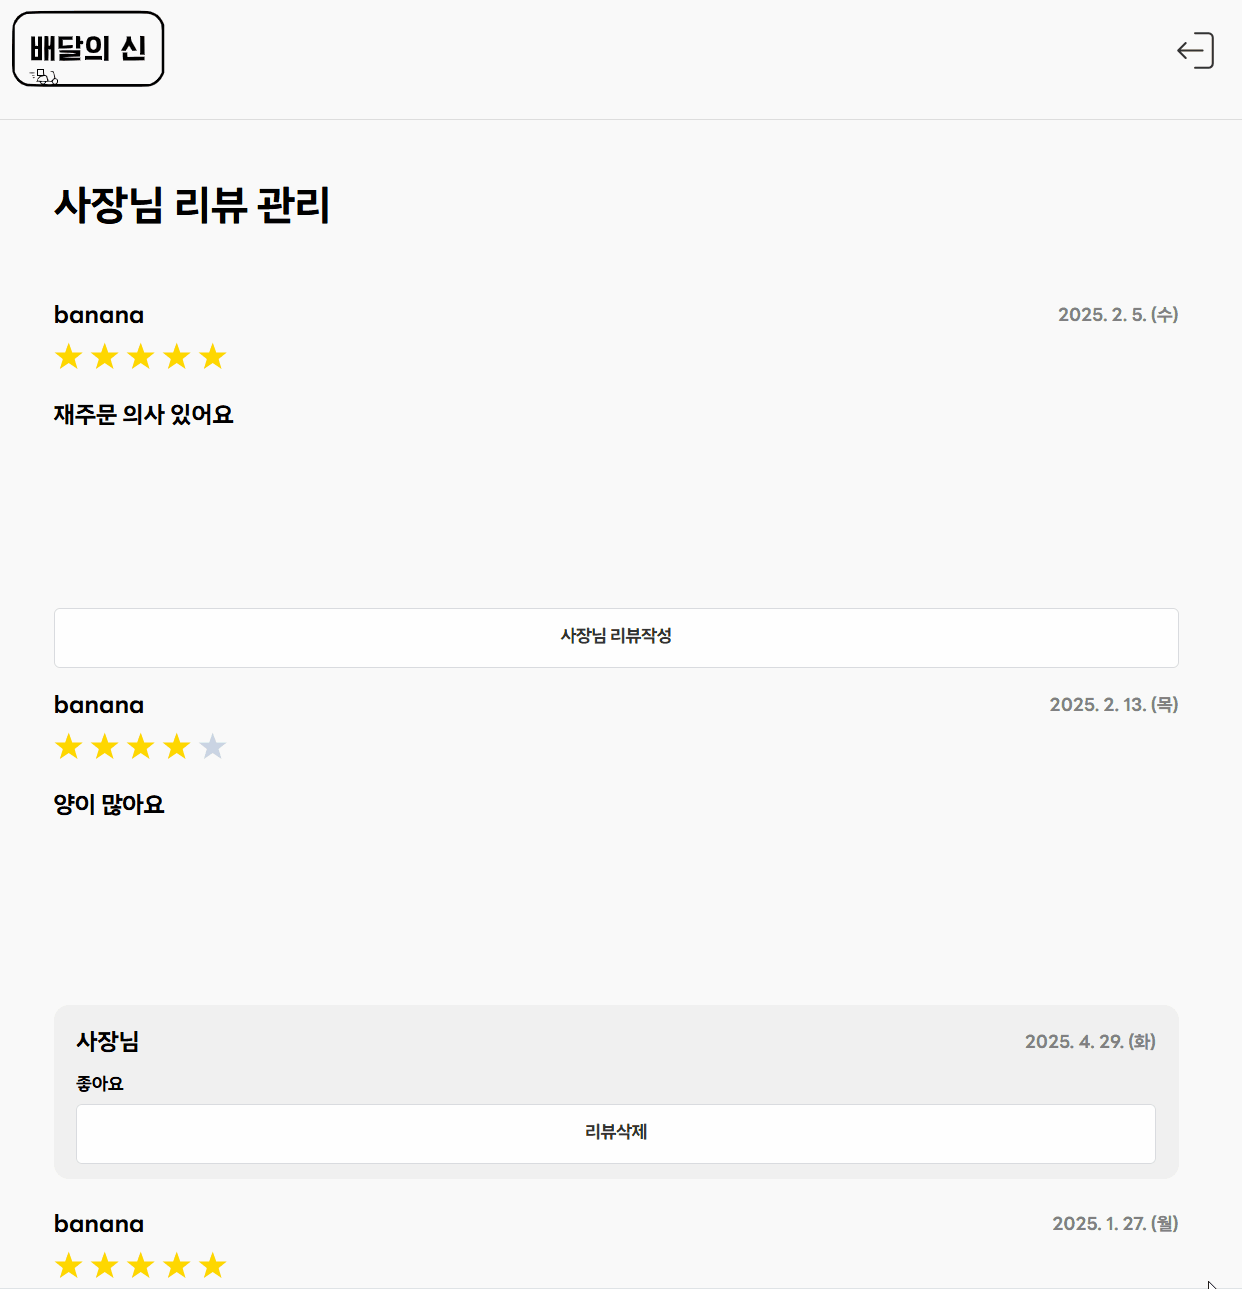 배달의 신
사장님 리뷰 관리
banana
2025. 2. 5. (수)
재주문 의사 있어요
사장님 리뷰작성
banana
2025. 2. 13. (목)
양이 많아요
사장님
2025. 4. 29. (화)
좋아요
리뷰삭제
banana
2025. 1. 27. (월)